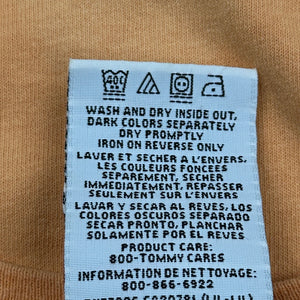 40C
WASH AND DRY INSIDE OUT,
DARK COLORS SEPARATELY
DRY PROMPTLY
IRON ON REVERSE ONLY
LAVER ET SECHER A L'ENVERS,
LES COULEURS FONCÉES
SEPAREMENT, SECHER
IMMEDIATEMENT, REPASSER
SEULEMENT SUR L'ENVERS
LAVAR Y SECAR AL REVES, LOS
COLORES OSCUROS SEPARADO
SECAR PRONTO, PLANCHAR
SOLAMENTE POR EL REVES
PRODUCT CARE:
800-TOMMY CARES
INFORMATION DE NETTOYAGE:
800-866-6922